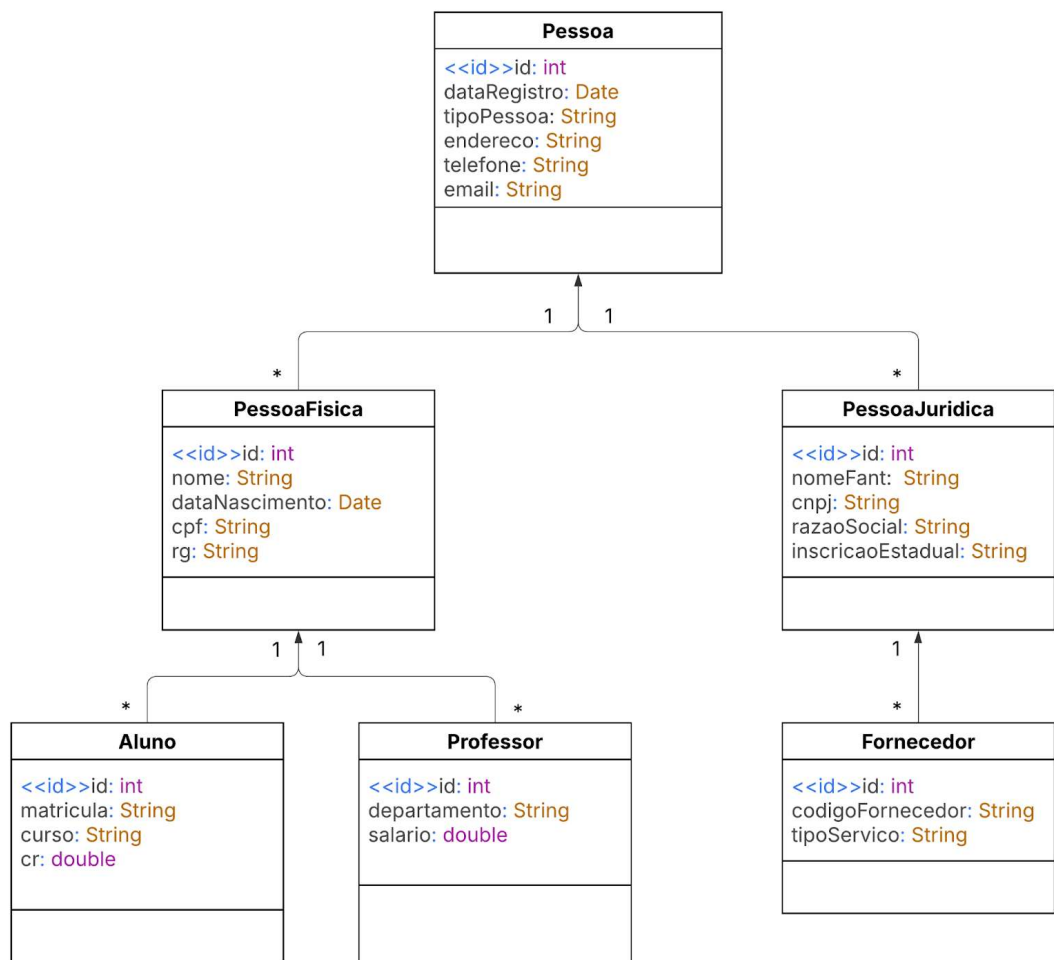 Pessoa
<<id>>id: int
dataRegistro: Date
tipoPessoa: String
endereco: String
telefone: String
email: String
1 1
* *
PessoaFisica
<<id>>id: int
nome: String
dataNascimento: Date
cpf: String
rg: String
PessoaJuridica
<<id>>id: int
nomeFant: String
cnpj: String
razaoSocial: String
inscricaoEstadual: String
1 1
1
* *
*
Aluno
<<id>>id: int
matricula: String
curso: String
cr: double
Professor
<<id>>id: int
departamento: String
salario: double
Fornecedor
<<id>>id: int
codigoFornecedor: String
tipoServico: String